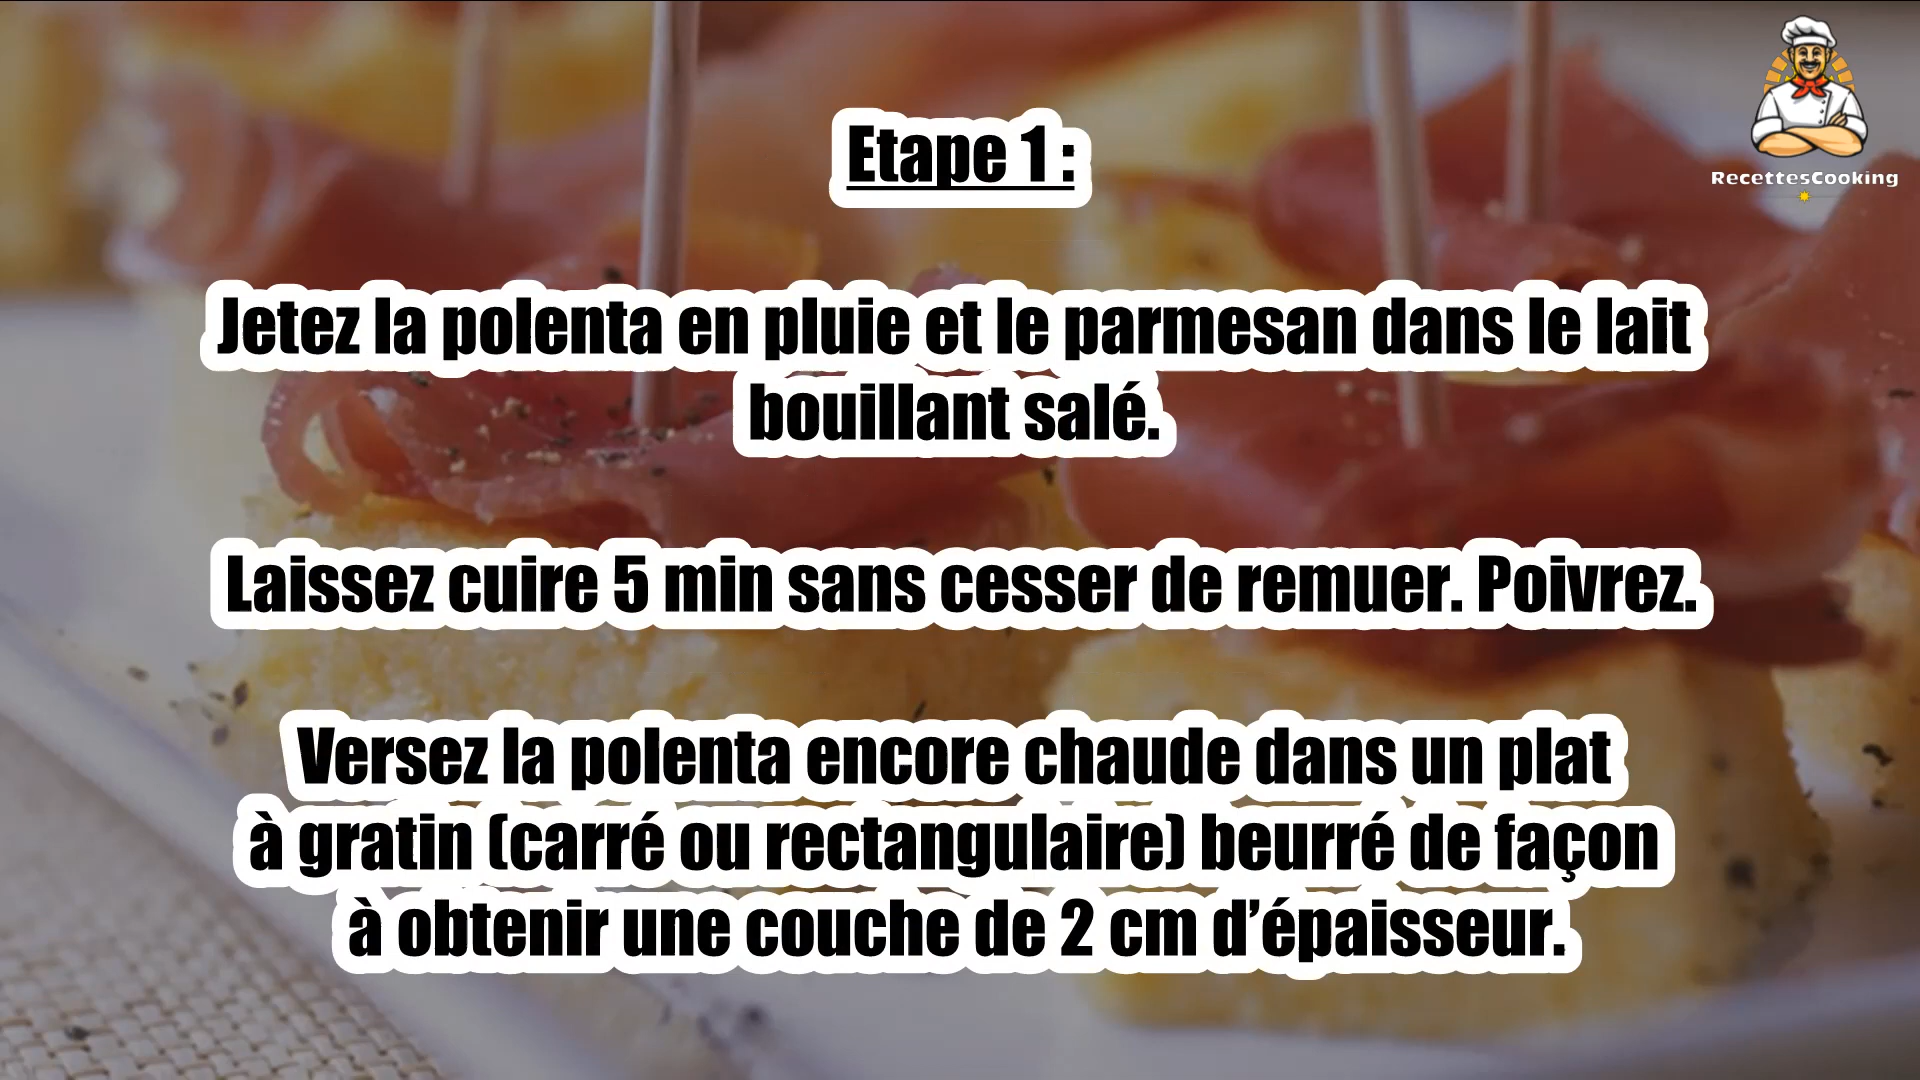 RecettesCooking
Etape 1 :
Jetez la polenta en pluie et le parmesan dans le lait
bouillant salé.
Laissez cuire 5 min sans cesser de remuer. Poivrez.
Versez la polenta encore chaude dans un plat
à gratin (carré ou rectangulaire) beurré de façon
à obtenir une couche de 2 cm d’épaisseur.